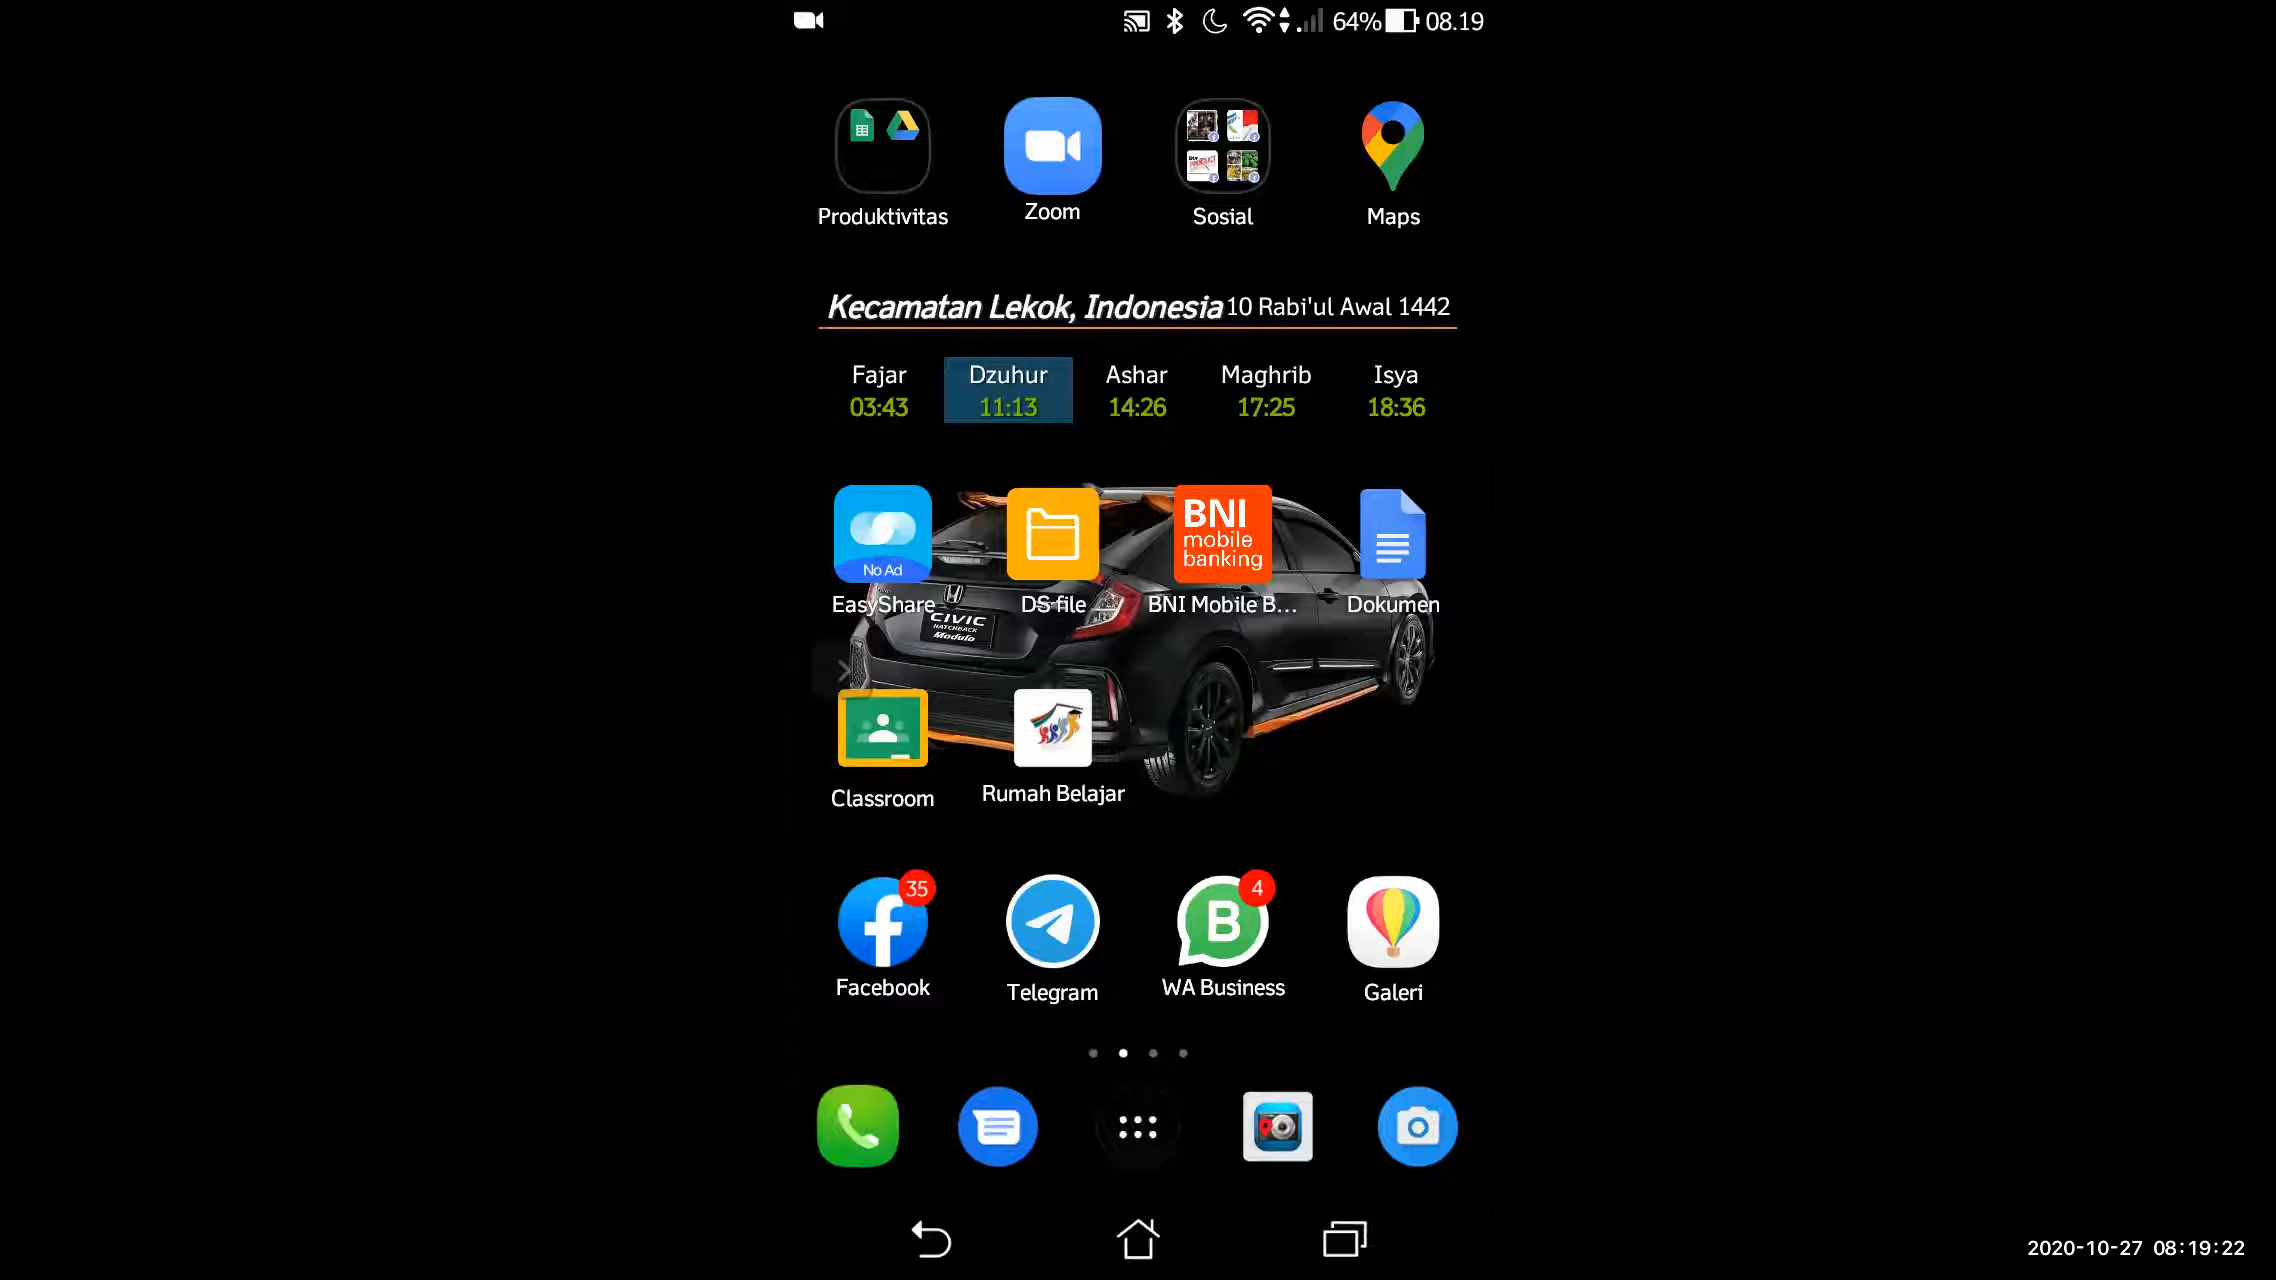 64% 08.19
Produktivitas Zoom Sosial Maps
Kecamatan Lekok, Indonesia 10 Rabi'ul Awal 1442
Fajar Dzuhur Ashar Maghrib Isya
03:43 11:13 14:26 17:25 18:36
BNI
mobile
banking
No Ad
EasyShare DS file BNI Mobile B... Dokumen
CIVIC
HATCHBACK
Modulo
Classroom Rumah Belajar
35 B 4
Facebook Telegram WA Business Galeri
2020-10-27 08:19:22